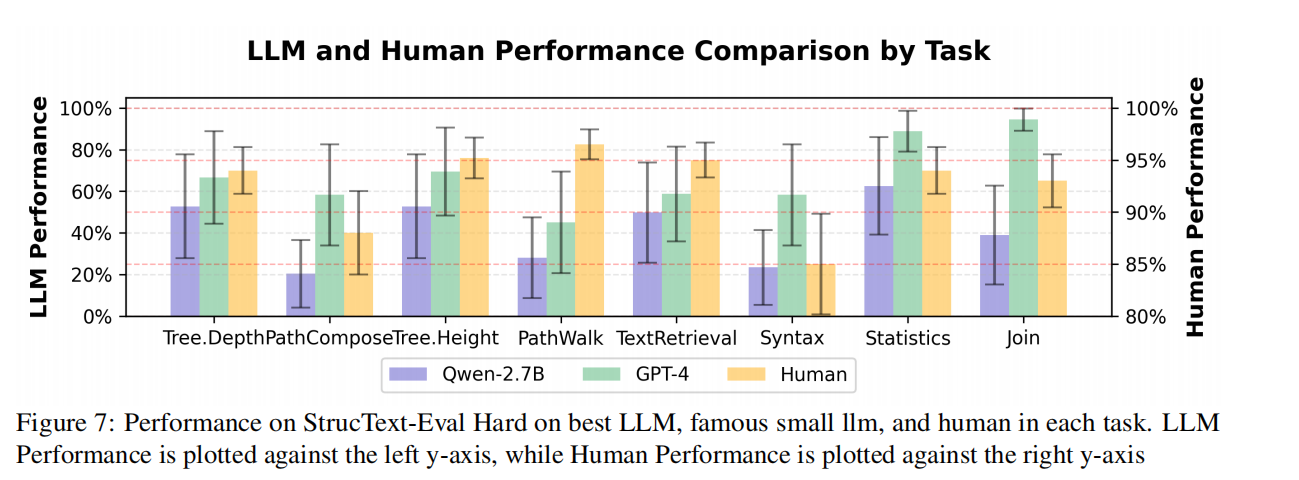 LLM and Human Performance Comparison by Task
LLM Performance
100%
80%
60%
40%
20%
0%
100%
95%
90%
85%
80%
Human Performance
Tree.Depth PathCompose Tree.Height PathWalk TextRetrieval Syntax Statistics Join
Qwen-2.7B GPT-4 Human
Figure 7: Performance on StrucText-Eval Hard on best LLM, famous small llm, and human in each task. LLM
Performance is plotted against the left y-axis, while Human Performance is plotted against the right y-axis